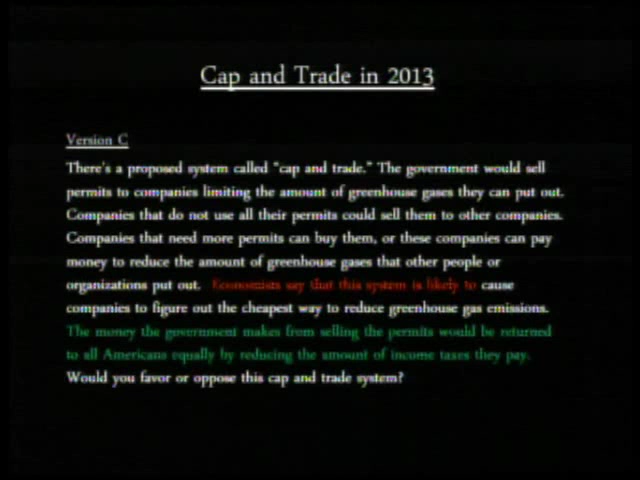 Cap and Trade in 2013
Version C
There's a proposed system called "cap and trade." The government would sell
permits to companies limiting the amount of greenhouse gases they can put out.
Companies that do not use all their permits could sell them to other companies.
Companies that need more permits can buy them, or these companies can pay
money to reduce the amount of greenhouse gases that other people or
organizations put out. Economists say that this system is likely to cause
companies to figure out the cheapest way to reduce greenhouse gas emissions.
The money the government makes from selling the permits would be returned
to all Americans equally by reducing the amount of income taxes they pay.
Would you favor or oppose this cap and trade system?